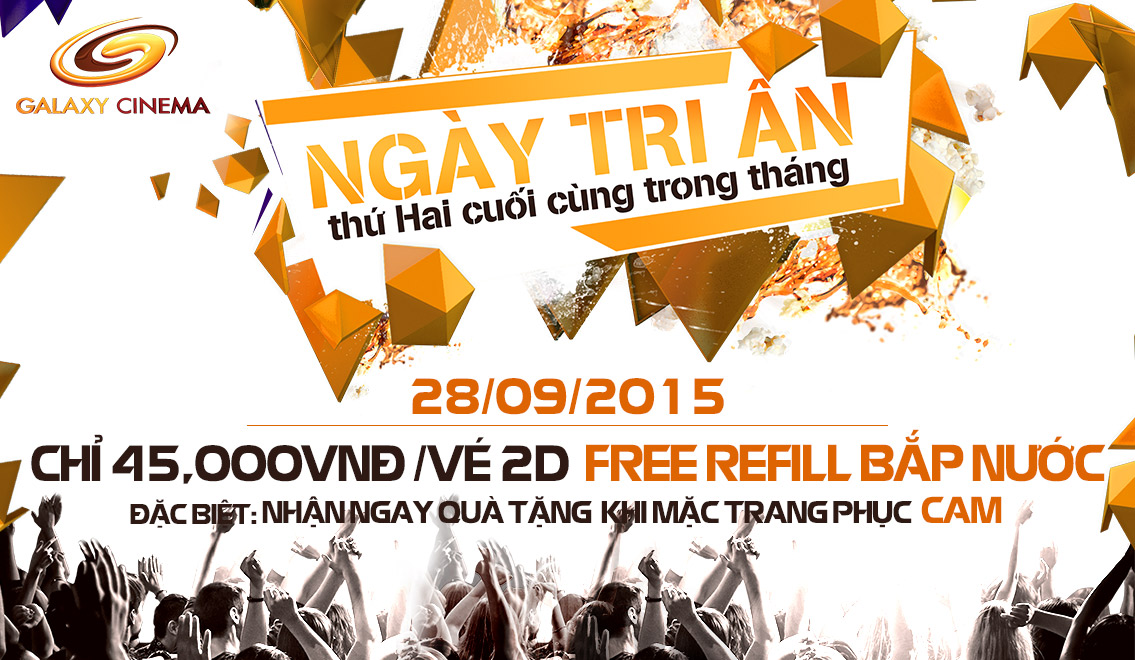 GALAXY CINEMA
NGÀY TRI ÂN
thứ Hai cuối cùng trong tháng
28/09/2015
CHỈ 45,000VNĐ /VÉ 2D FREE REFILL BẮP NƯỚC
ĐẶC BIỆT: NHẬN NGAY QUÀ TẶNG KHI MẶC TRANG PHỤC CAM